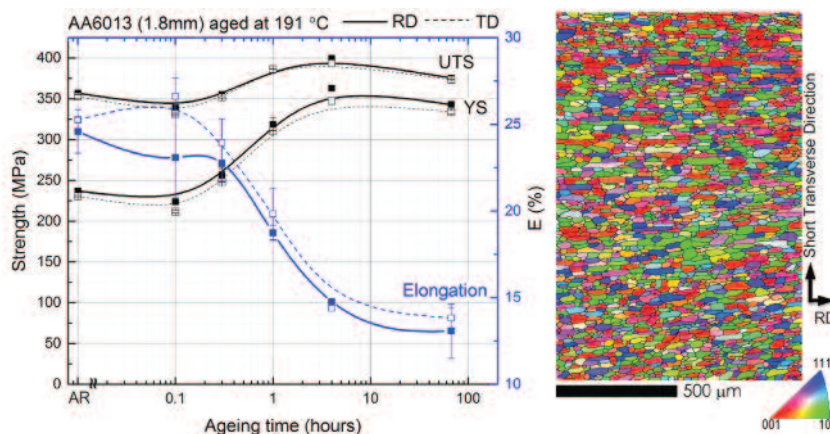 AA6013 (1.8mm) aged at 191 °C — RD ---- TD
30
400
UTS
350
YS
25
300
250
200
20
150
Elongation
100
15
50
0
10
AR
0.1
1
10
100
Strength (MPa)
E (%)
Ageing time (hours)
Short Transverse Direction
RD
500 µm
111
001
10